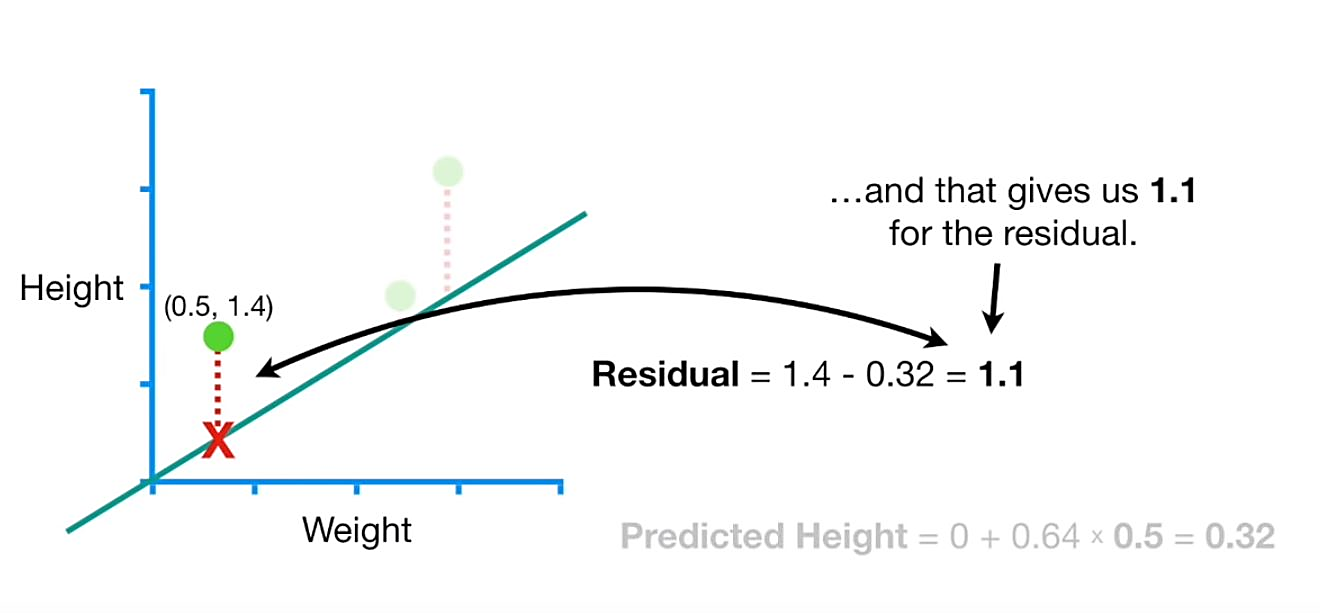 …and that gives us 1.1
for the residual.
Height
(0.5, 1.4)
X
Residual = 1.4 - 0.32 = 1.1
Weight
Predicted Height = 0 + 0.64 × 0.5 = 0.32